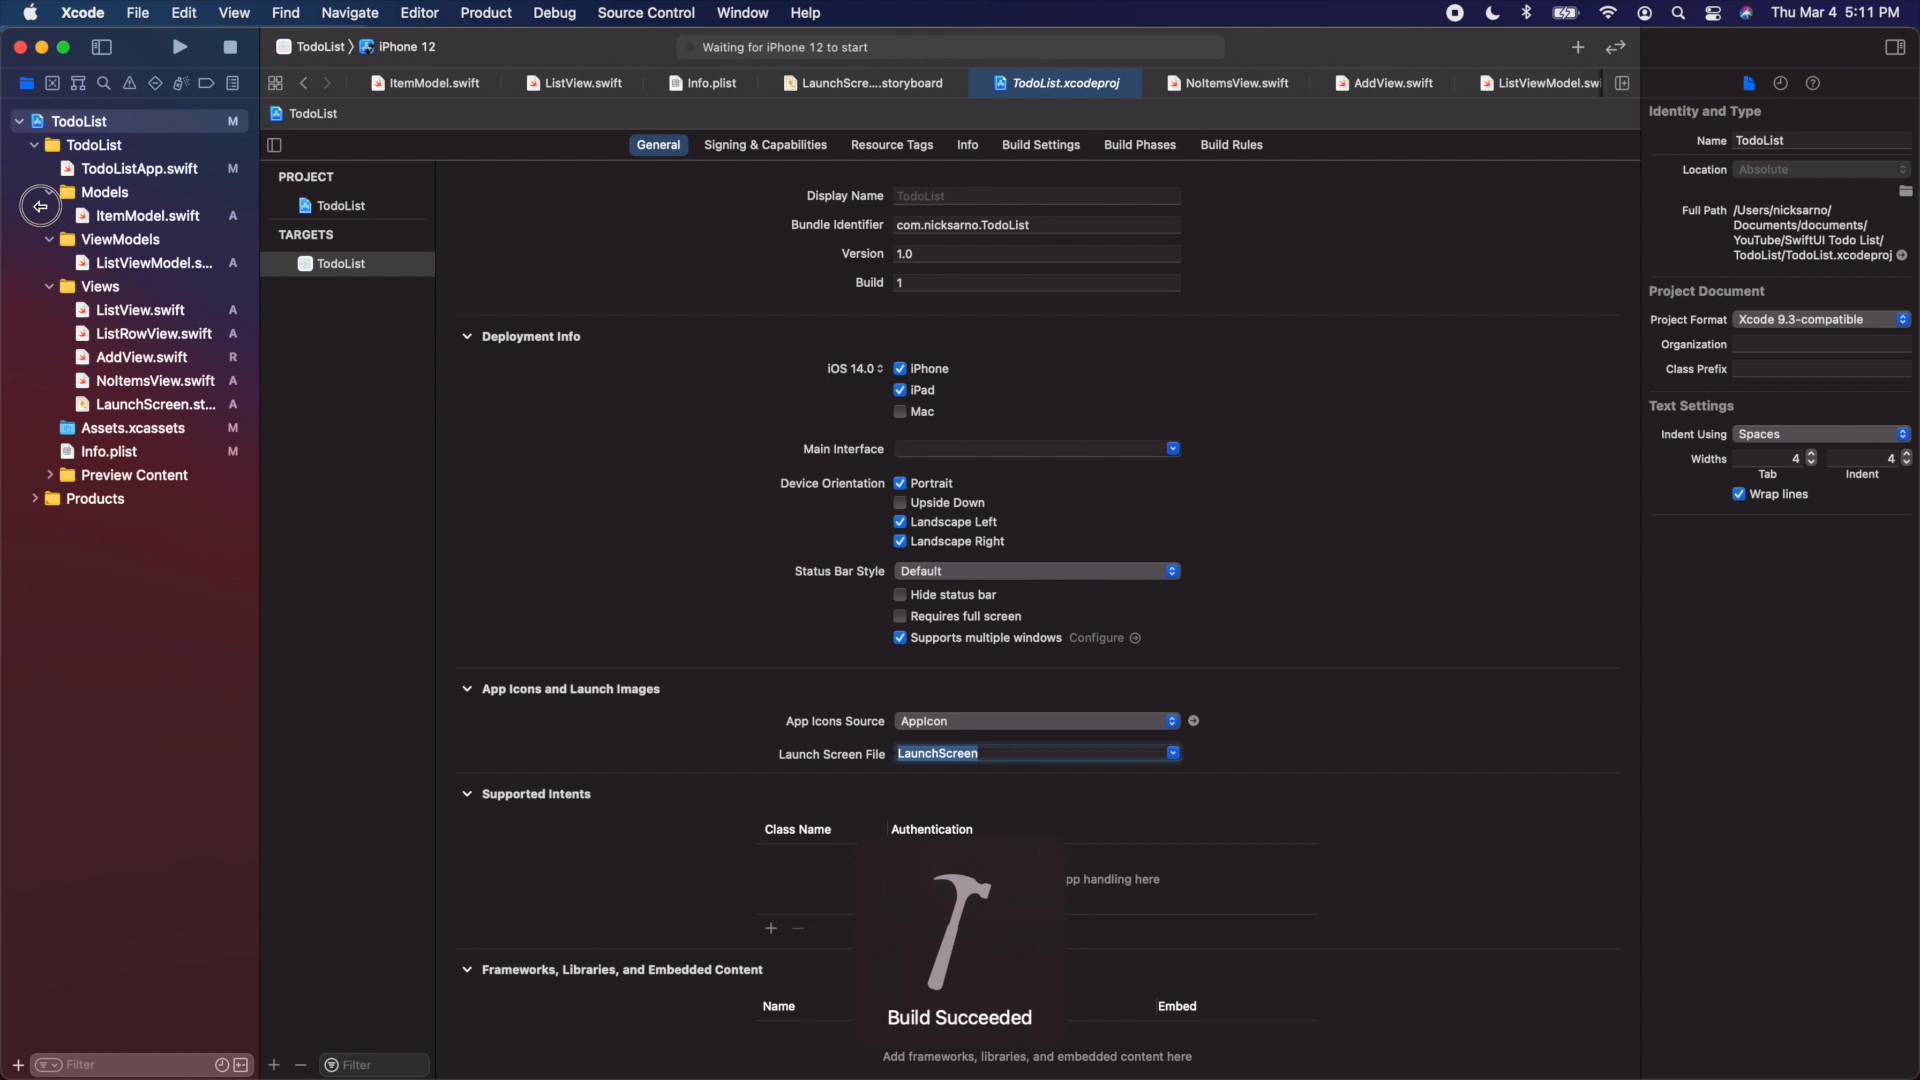 Xcode File Edit View Find Navigate Editor Product Debug Source Control Window Help
Thu Mar 4 5:11 PM
TodoList
iPhone 12
Waiting for iPhone 12 to start
ItemModel.swift
ListView.swift
Info.plist
LaunchScre....storyboard
TodoList.xcodeproj
NoItemsView.swift
AddView.swift
ListViewModel.swi
TodoList M
TodoList
TodoListApp.swift M
Models
ItemModel.swift A
ViewModels
ListViewModel.s... A
Views
ListView.swift A
ListRowView.swift A
AddView.swift R
NoItemsView.swift A
LaunchScreen.st... A
Assets.xcassets M
Info.plist M
Preview Content
Products
Filter
TodoList
General Signing & Capabilities Resource Tags Info Build Settings Build Phases Build Rules
PROJECT
TodoList
TARGETS
TodoList
Filter
Display Name TodoList
Bundle Identifier com.nicksarno.TodoList
Version 1.0
Build 1
Deployment Info
iOS 14.0 iPhone
iPad
Mac
Main Interface
Device Orientation Portrait
Upside Down
Landscape Left
Landscape Right
Status Bar Style Default
Hide status bar
Requires full screen
Supports multiple windows Configure
App Icons and Launch Images
App Icons Source AppIcon
Launch Screen File LaunchScreen
Supported Intents
Class Name Authentication
pp handling here
Frameworks, Libraries, and Embedded Content
Name Embed
Build Succeeded
Add frameworks, libraries, and embedded content here
Identity and Type
Name TodoList
Location Absolute
Full Path /Users/nicksarno/
Documents/documents/
YouTube/SwiftUI Todo List/
TodoList/TodoList.xcodeproj
Project Document
Project Format Xcode 9.3-compatible
Organization
Class Prefix
Text Settings
Indent Using Spaces
Widths 4 4
Tab Indent
Wrap lines